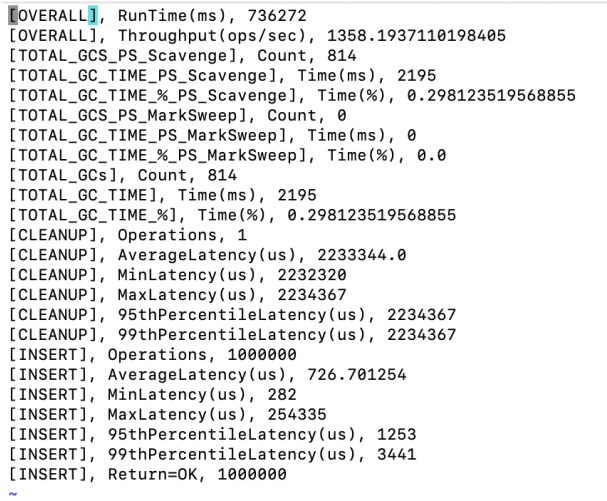 [OVERALL], RunTime(ms), 736272
[OVERALL], Throughput(ops/sec), 1358.1937110198405
[TOTAL_GCS_PS_Scavenge], Count, 814
[TOTAL_GC_TIME_PS_Scavenge], Time(ms), 2195
[TOTAL_GC_TIME_%_PS_Scavenge], Time(%), 0.298123519568855
[TOTAL_GCS_PS_MarkSweep], Count, 0
[TOTAL_GC_TIME_PS_MarkSweep], Time(ms), 0
[TOTAL_GC_TIME_%_PS_MarkSweep], Time(%), 0.0
[TOTAL_GCs], Count, 814
[TOTAL_GC_TIME], Time(ms), 2195
[TOTAL_GC_TIME_%], Time(%), 0.298123519568855
[CLEANUP], Operations, 1
[CLEANUP], AverageLatency(us), 2233344.0
[CLEANUP], MinLatency(us), 2232320
[CLEANUP], MaxLatency(us), 2234367
[CLEANUP], 95thPercentileLatency(us), 2234367
[CLEANUP], 99thPercentileLatency(us), 2234367
[INSERT], Operations, 1000000
[INSERT], AverageLatency(us), 726.701254
[INSERT], MinLatency(us), 282
[INSERT], MaxLatency(us), 254335
[INSERT], 95thPercentileLatency(us), 1253
[INSERT], 99thPercentileLatency(us), 3441
[INSERT], Return=OK, 1000000
~